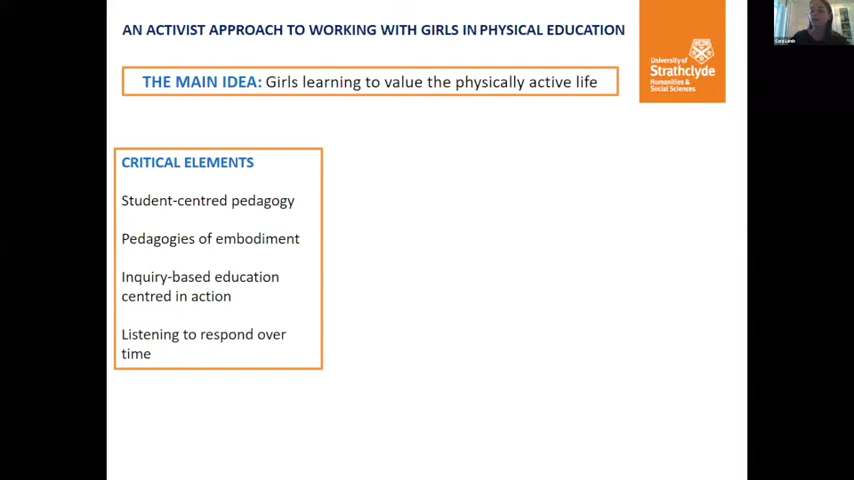 AN ACTIVIST APPROACH TO WORKING WITH GIRLS IN PHYSICAL EDUCATION
University of
Strathclyde
Humanities &
Social Sciences
THE MAIN IDEA: Girls learning to value the physically active life
CRITICAL ELEMENTS
Student-centred pedagogy
Pedagogies of embodiment
Inquiry-based education
centred in action
Listening to respond over
time